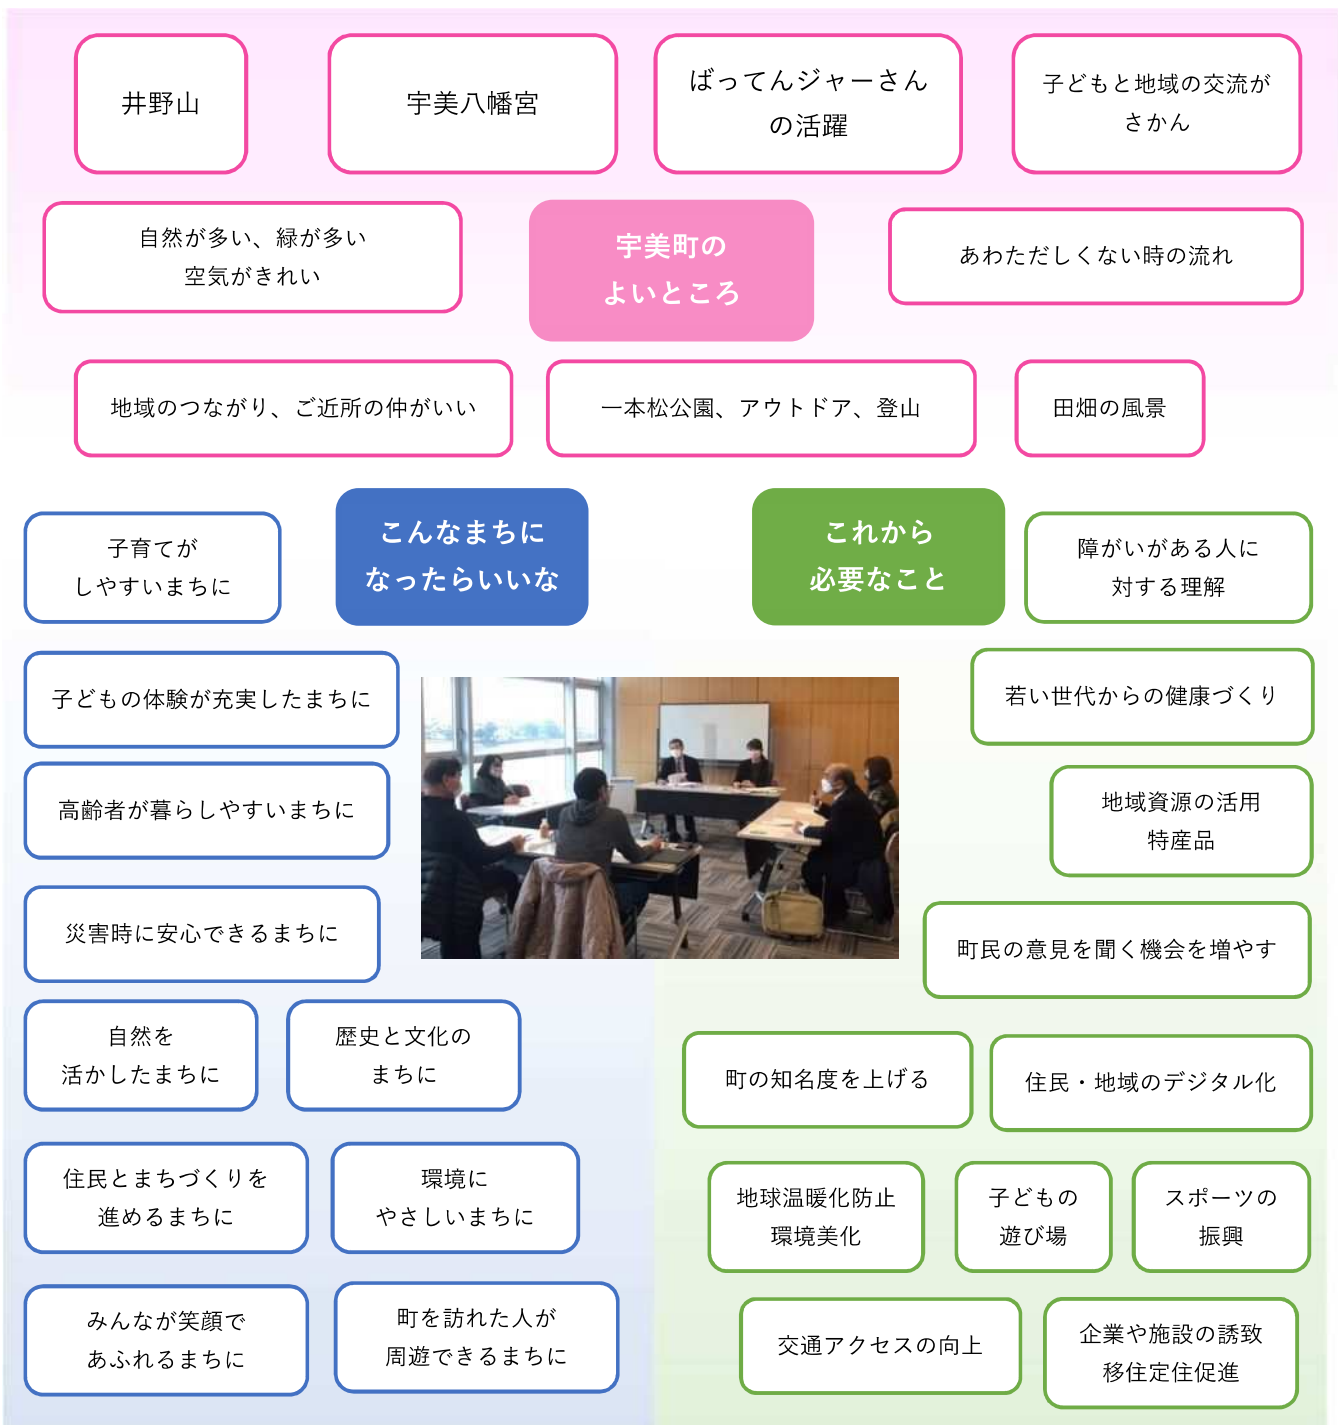 井野山
宇美八幡宮
ばってんジャーさん
の活躍
子どもと地域の交流が
さかん
自然が多い、緑が多い
空気がきれい
宇美町の
よいところ
あわただしくない時の流れ
地域のつながり、ご近所の仲がいい
一本松公園、アウトドア、登山
田畑の風景
こんなまちに
なったらいいな
子育てが
しやすいまちに
子どもの体験が充実したまちに
高齢者が暮らしやすいまちに
災害時に安心できるまちに
自然を
活かしたまちに
歴史と文化の
まちに
住民とまちづくりを
進めるまちに
環境に
やさしいまちに
みんなが笑顔で
あふれるまちに
町を訪れた人が
周遊できるまちに
これから
必要なこと
障がいがある人に
対する理解
若い世代からの健康づくり
地域資源の活用
特産品
町民の意見を聞く機会を増やす
町の知名度を上げる
住民・地域のデジタル化
地球温暖化防止
環境美化
子どもの
遊び場
スポーツの
振興
交通アクセスの向上
企業や施設の誘致
移住定住促進